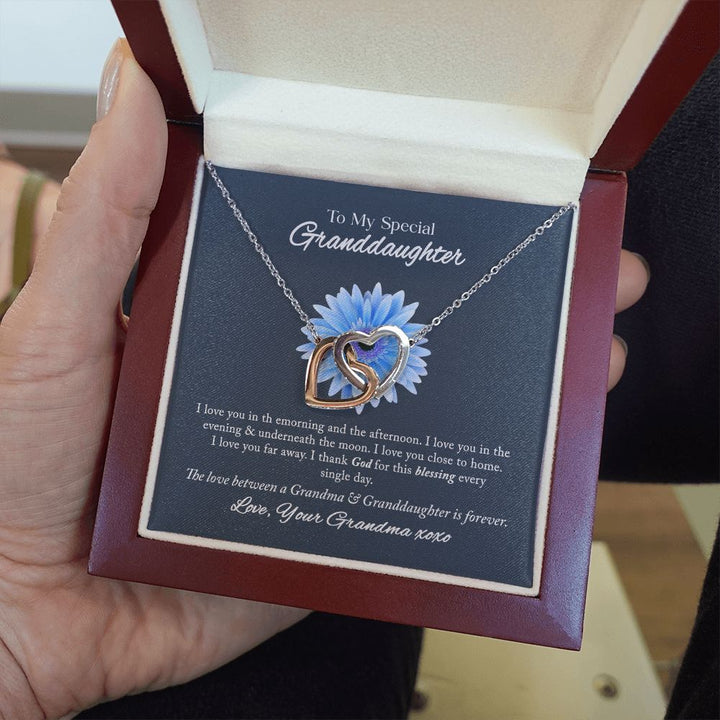 To My Special
Granddaughter
I love you in th emorning and the afternoon. I love you in the
evening & underneath the moon. I love you close to home.
I love you far away. I thank God for this blessing every
single day.
The love between a Grandma & Granddaughter is forever.
Love, Your Grandma xoxo